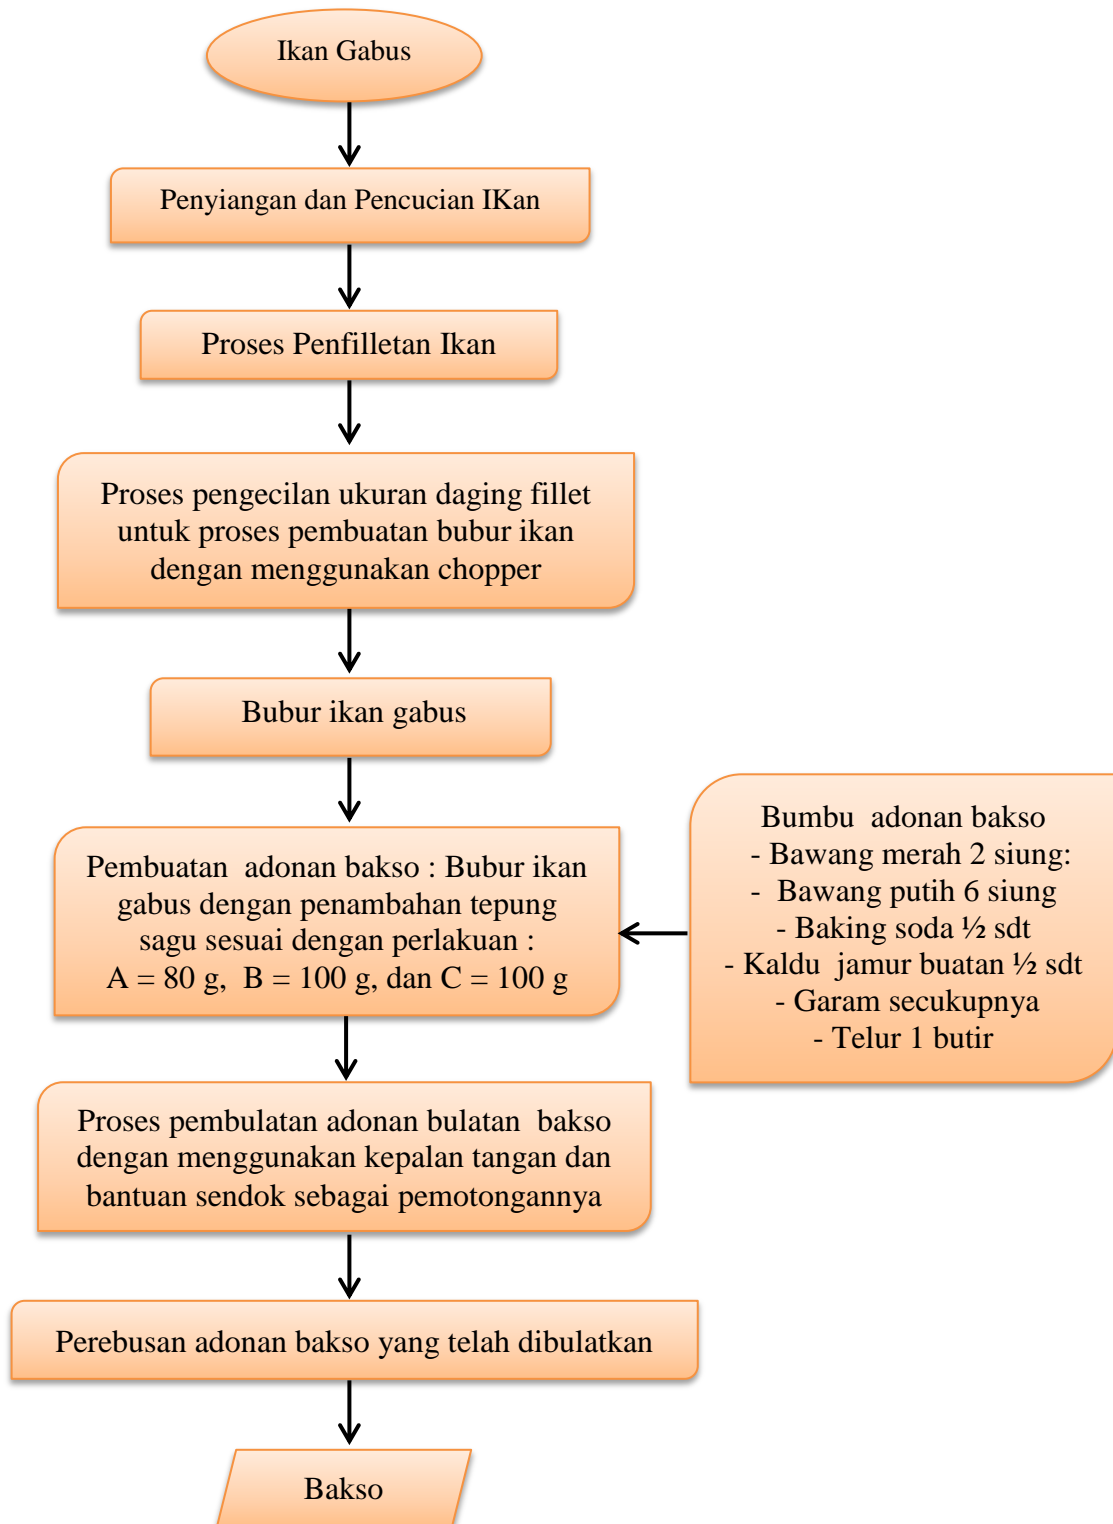 Ikan Gabus
Penyiangan dan Pencucian IKan
Proses Penfilletan Ikan
Proses pengecilan ukuran daging fillet
untuk proses pembuatan bubur ikan
dengan menggunakan chopper
Bubur ikan gabus
Pembuatan adonan bakso : Bubur ikan
gabus dengan penambahan tepung
sagu sesuai dengan perlakuan :
A = 80 g, B = 100 g, dan C = 100 g
Bumbu adonan bakso
- Bawang merah 2 siung:
- Bawang putih 6 siung
- Baking soda ½ sdt
- Kaldu jamur buatan ½ sdt
- Garam secukupnya
- Telur 1 butir
Proses pembulatan adonan bulatan bakso
dengan menggunakan kepalan tangan dan
bantuan sendok sebagai pemotongannya
Perebusan adonan bakso yang telah dibulatkan
Bakso